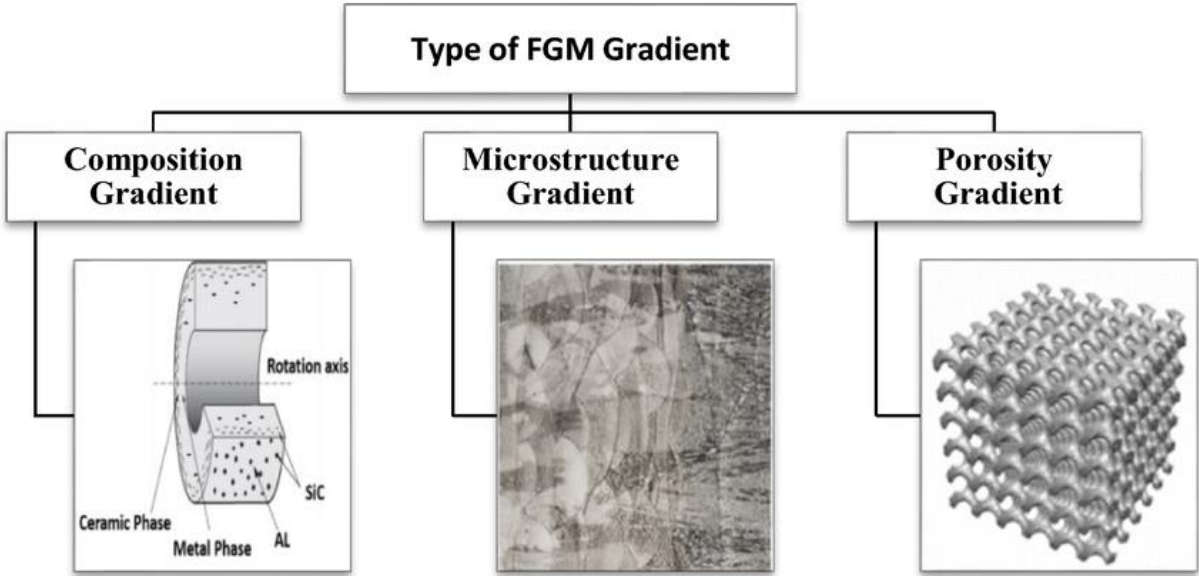 Type of FGM Gradient
Composition
Gradient
Microstructure
Gradient
Porosity
Gradient
Rotation axis
SiC
Ceramic Phase
AL
Metal Phase